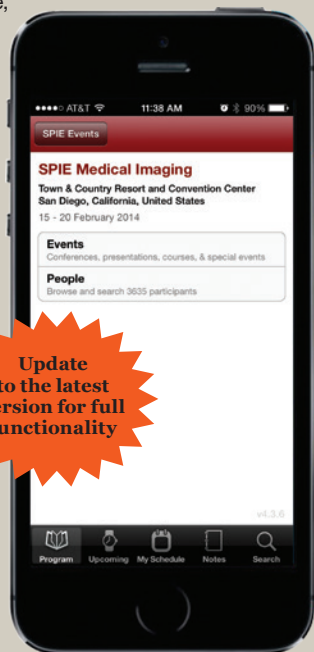 e,
AT&T 11:38 AM 90%
SPIE Events
SPIE Medical Imaging
Town & Country Resort and Convention Center
San Diego, California, United States
15 - 20 February 2014
Events
Conferences, presentations, courses, & special events
People
Browse and search 3635 participants
Update
to the latest
version for full
functionality
v4.3.6
Program Upcoming My Schedule Notes Search